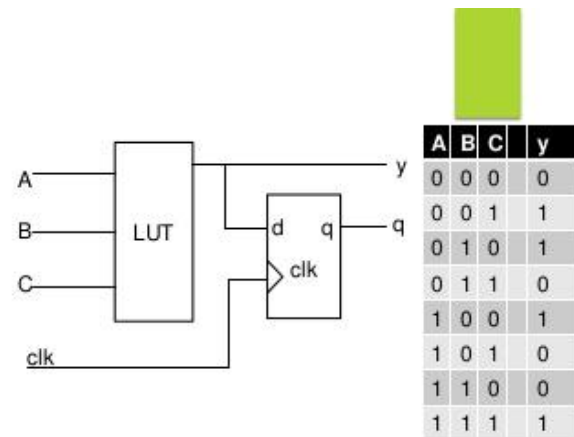 A
B
C
LUT
y
d q
q
clk
clk
A B C y
0 0 0 0
0 0 1 1
0 1 0 1
0 1 1 0
1 0 0 1
1 0 1 0
1 1 0 0
1 1 1 1